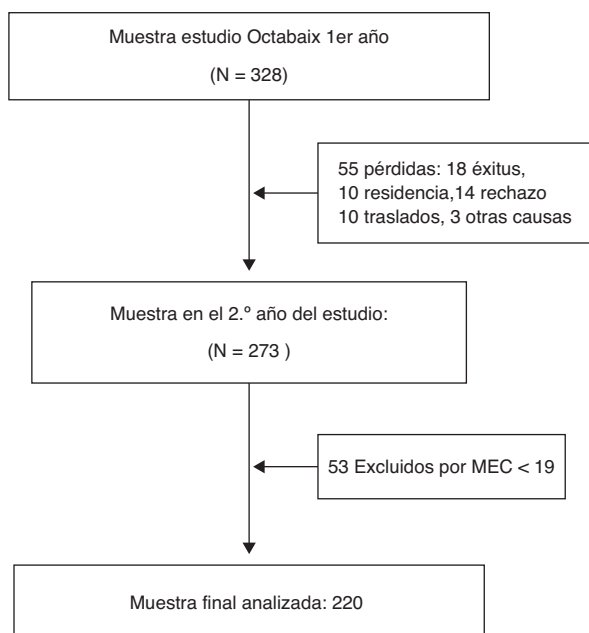 Muestra estudio Octabaix 1er año
(N = 328)
55 pérdidas: 18 éxitus,
10 residencia,14 rechazo
10 traslados, 3 otras causas
Muestra en el 2.º año del estudio:
(N = 273 )
53 Excluidos por MEC < 19
Muestra final analizada: 220